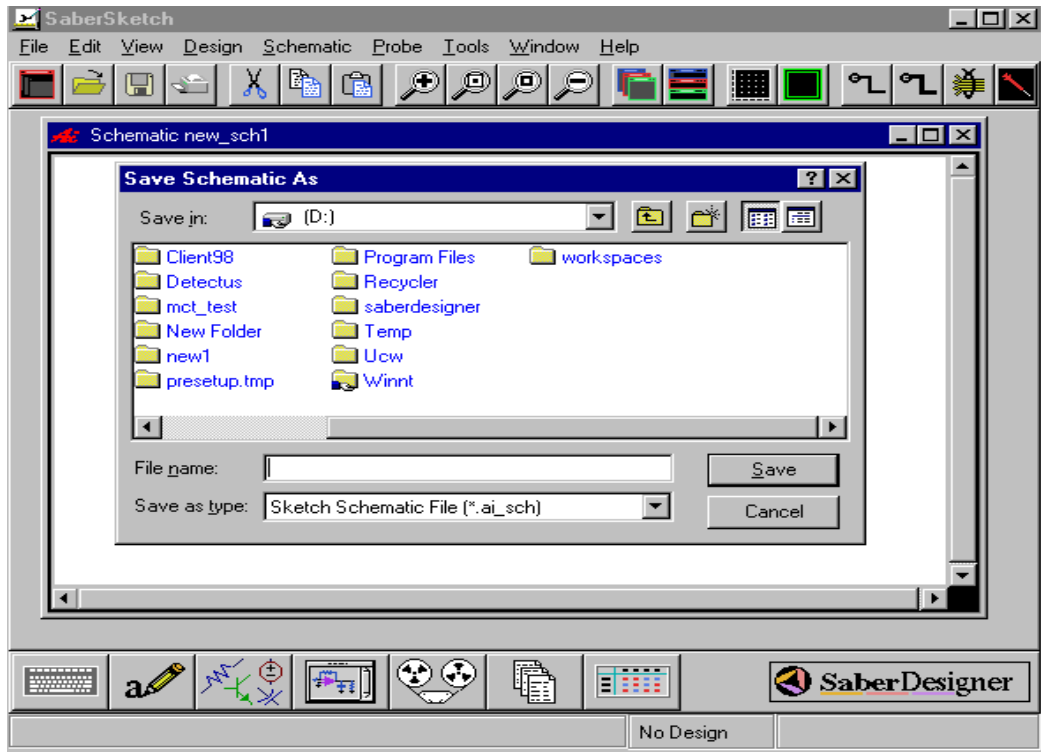 SaberSketch
File Edit View Design Schematic Probe Tools Window Help
Schematic new_sch1
Save Schematic As
Save in: (D:)
Client98 Program Files workspaces
Detectus Recycler
mct_test saberdesigner
New Folder Temp
new1 Ucw
presetup.tmp Winnt
File name: Save
Save as type: Sketch Schematic File (*.ai_sch) Cancel
a SaberDesigner
No Design